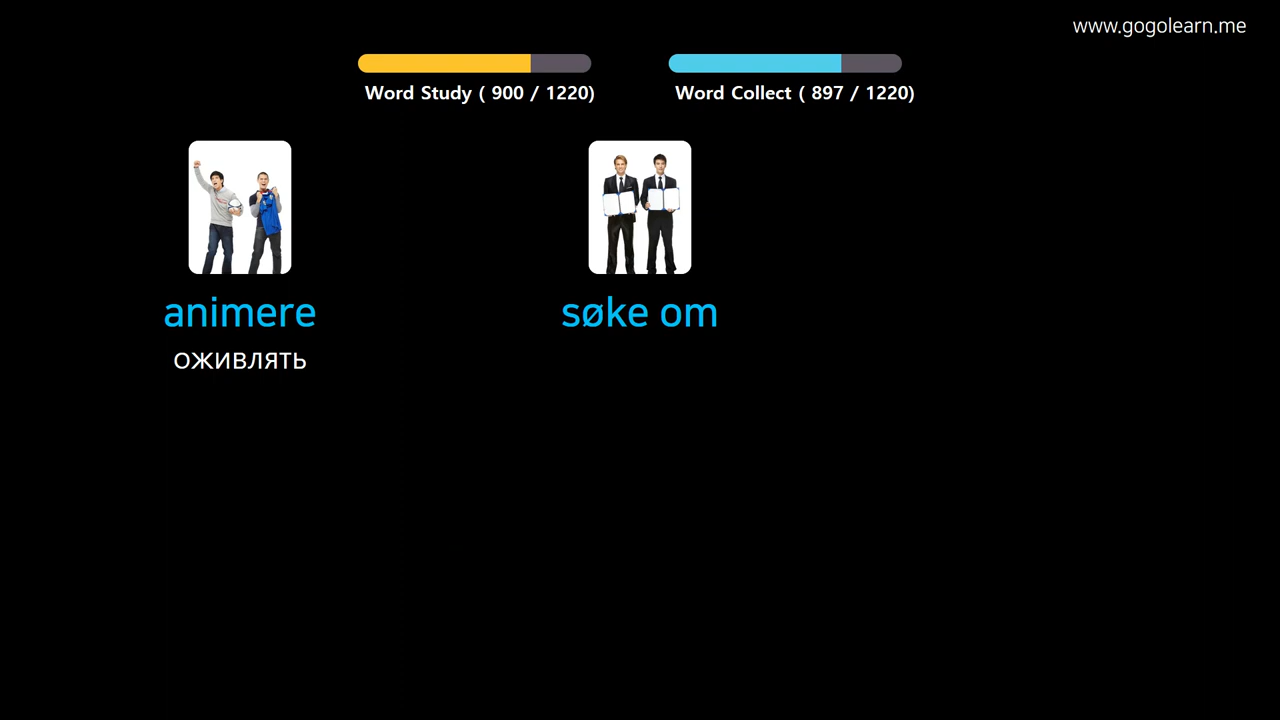 www.gogolearn.me
Word Study ( 900 / 1220)
Word Collect ( 897 / 1220)
animere
оживлять
søke om